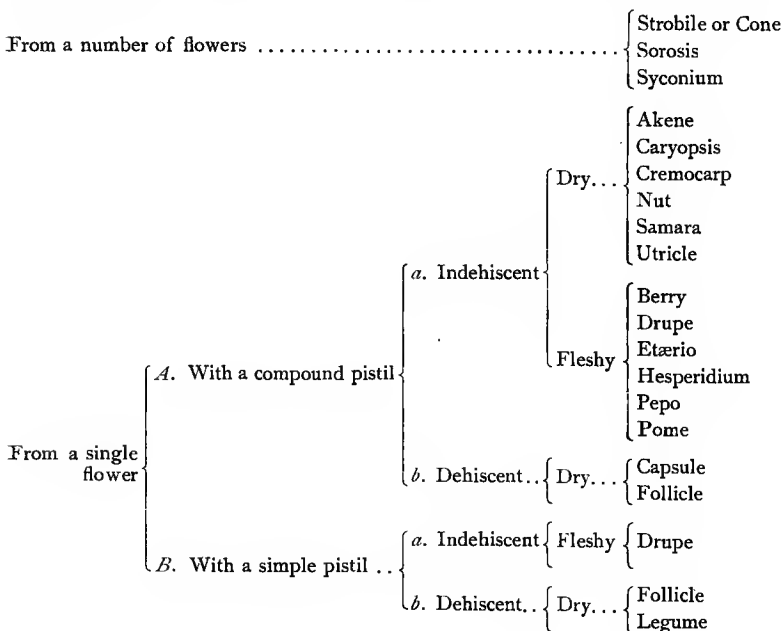 From a number of flowers ........................................
Strobile or Cone
Sorosis
Syconium
From a single
flower
A. With a compound pistil
a. Indehiscent
Dry...
Akene
Caryopsis
Cremocarp
Nut
Samara
Utricle
Fleshy
Berry
Drupe
Etærio
Hesperidium
Pepo
Pome
b. Dehiscent..
Dry...
Capsule
Follicle
B. With a simple pistil ..
a. Indehiscent
Fleshy
Drupe
b. Dehiscent..
Dry...
Follicle
Legume